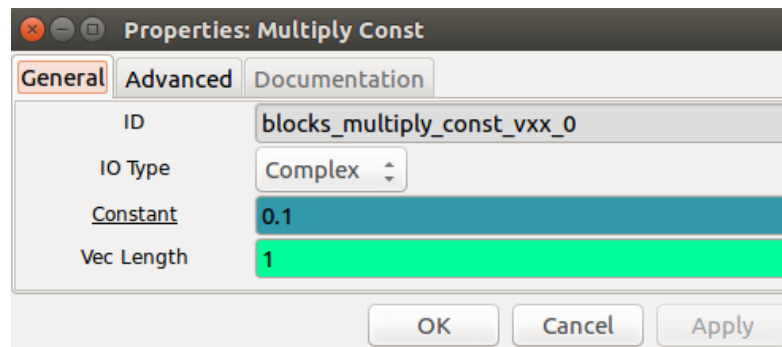 Properties: Multiply Const
General Advanced Documentation
ID blocks_multiply_const_vxx_0
IO Type Complex
Constant 0.1
Vec Length 1
OK Cancel Apply